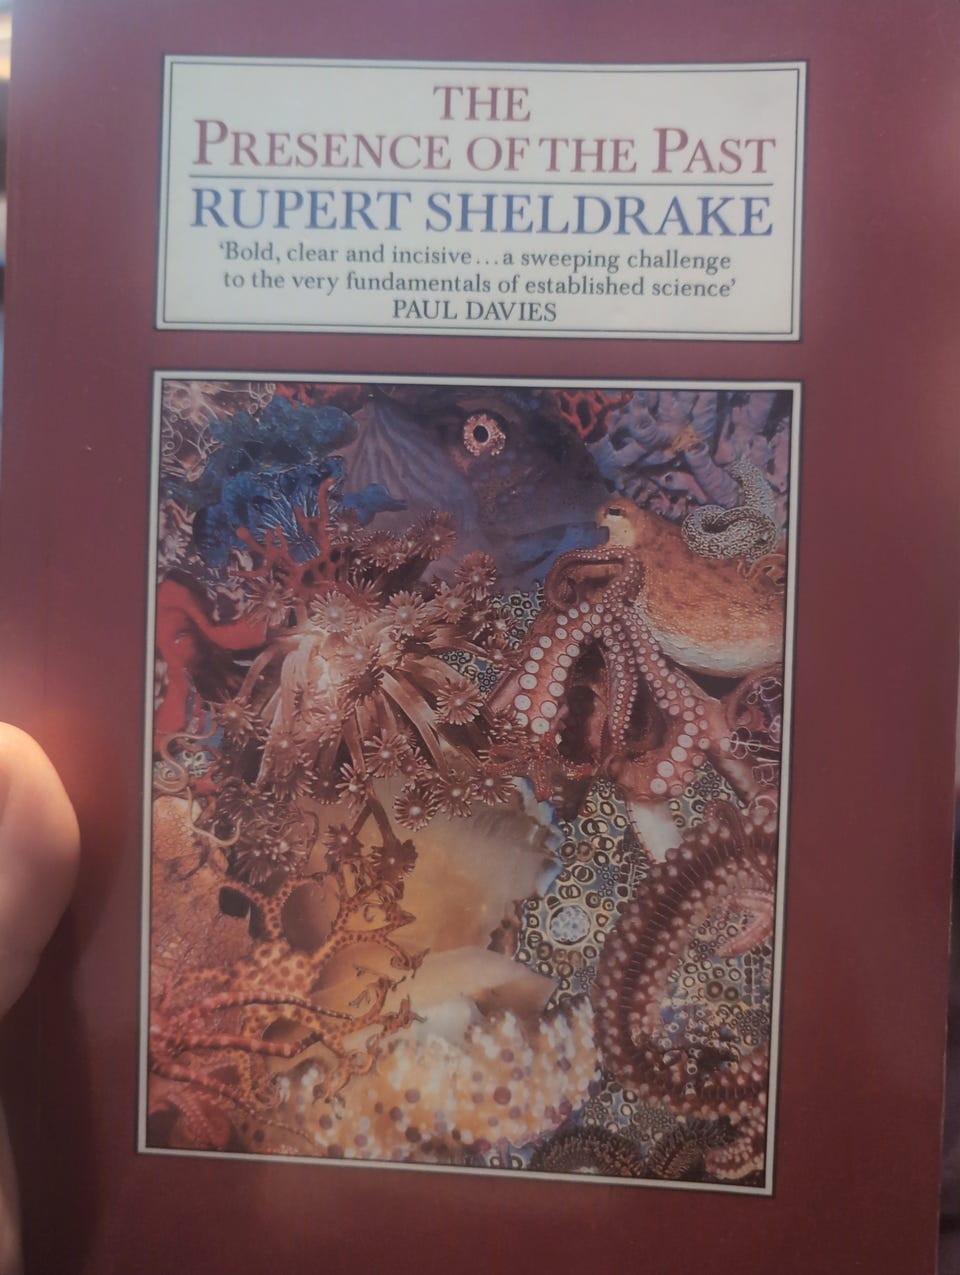 THE
PRESENCE OF THE PAST
RUPERT SHELDRAKE
‘Bold, clear and incisive...a sweeping challenge
to the very fundamentals of established science’
PAUL DAVIES